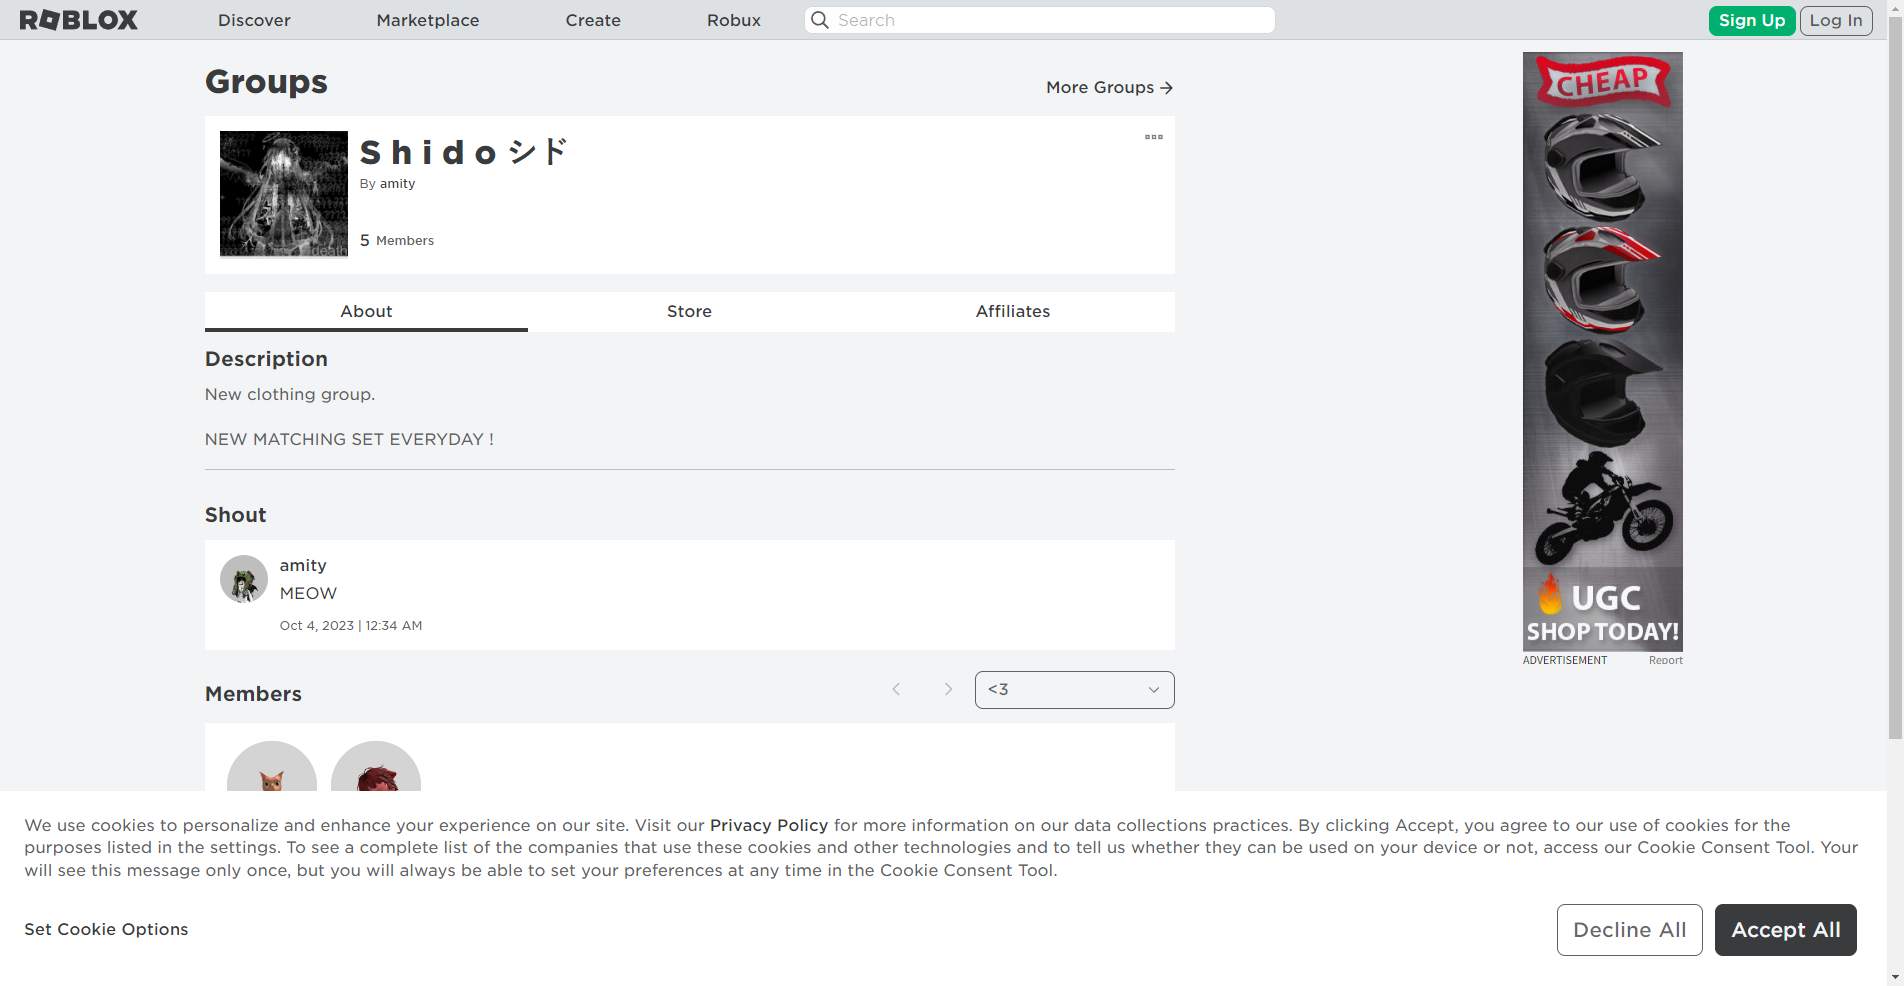 ROBLOX
Discover
Marketplace
Create
Robux
Search
Sign Up
Log In
Groups
More Groups
S h i d o シド
By amity
5 Members
About
Store
Affiliates
Description
New clothing group.
NEW MATCHING SET EVERYDAY !
Shout
amity
MEOW
Oct 4, 2023 | 12:34 AM
Members
<3
CHEAP
UGC
SHOP TODAY!
ADVERTISEMENT
Report
We use cookies to personalize and enhance your experience on our site. Visit our Privacy Policy for more information on our data collections practices. By clicking Accept, you agree to our use of cookies for the
purposes listed in the settings. To see a complete list of the companies that use these cookies and other technologies and to tell us whether they can be used on your device or not, access our Cookie Consent Tool. Your
will see this message only once, but you will always be able to set your preferences at any time in the Cookie Consent Tool.
Set Cookie Options
Decline All
Accept All